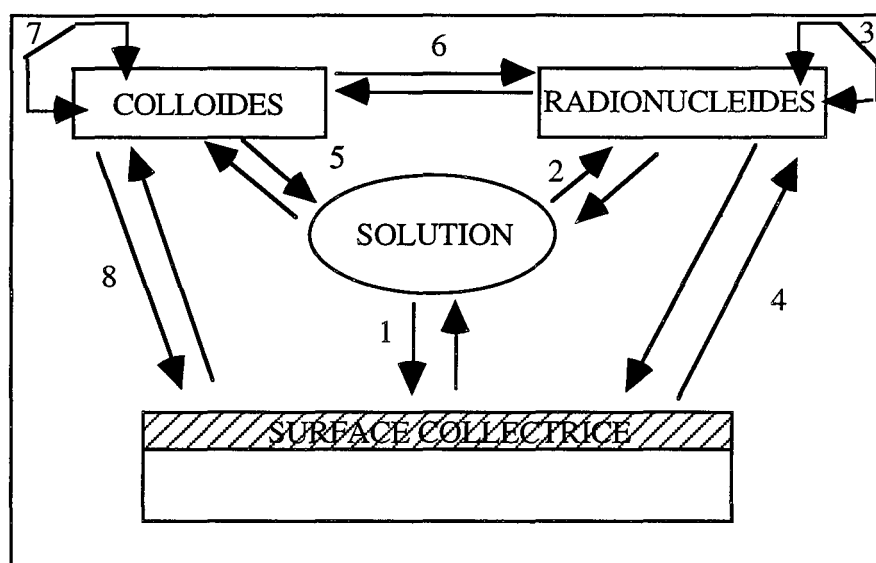 7
6
3
COLLOIDES
RADIONUCLEIDES
5
2
SOLUTION
8
1
4
SURFACE COLLECTRICE